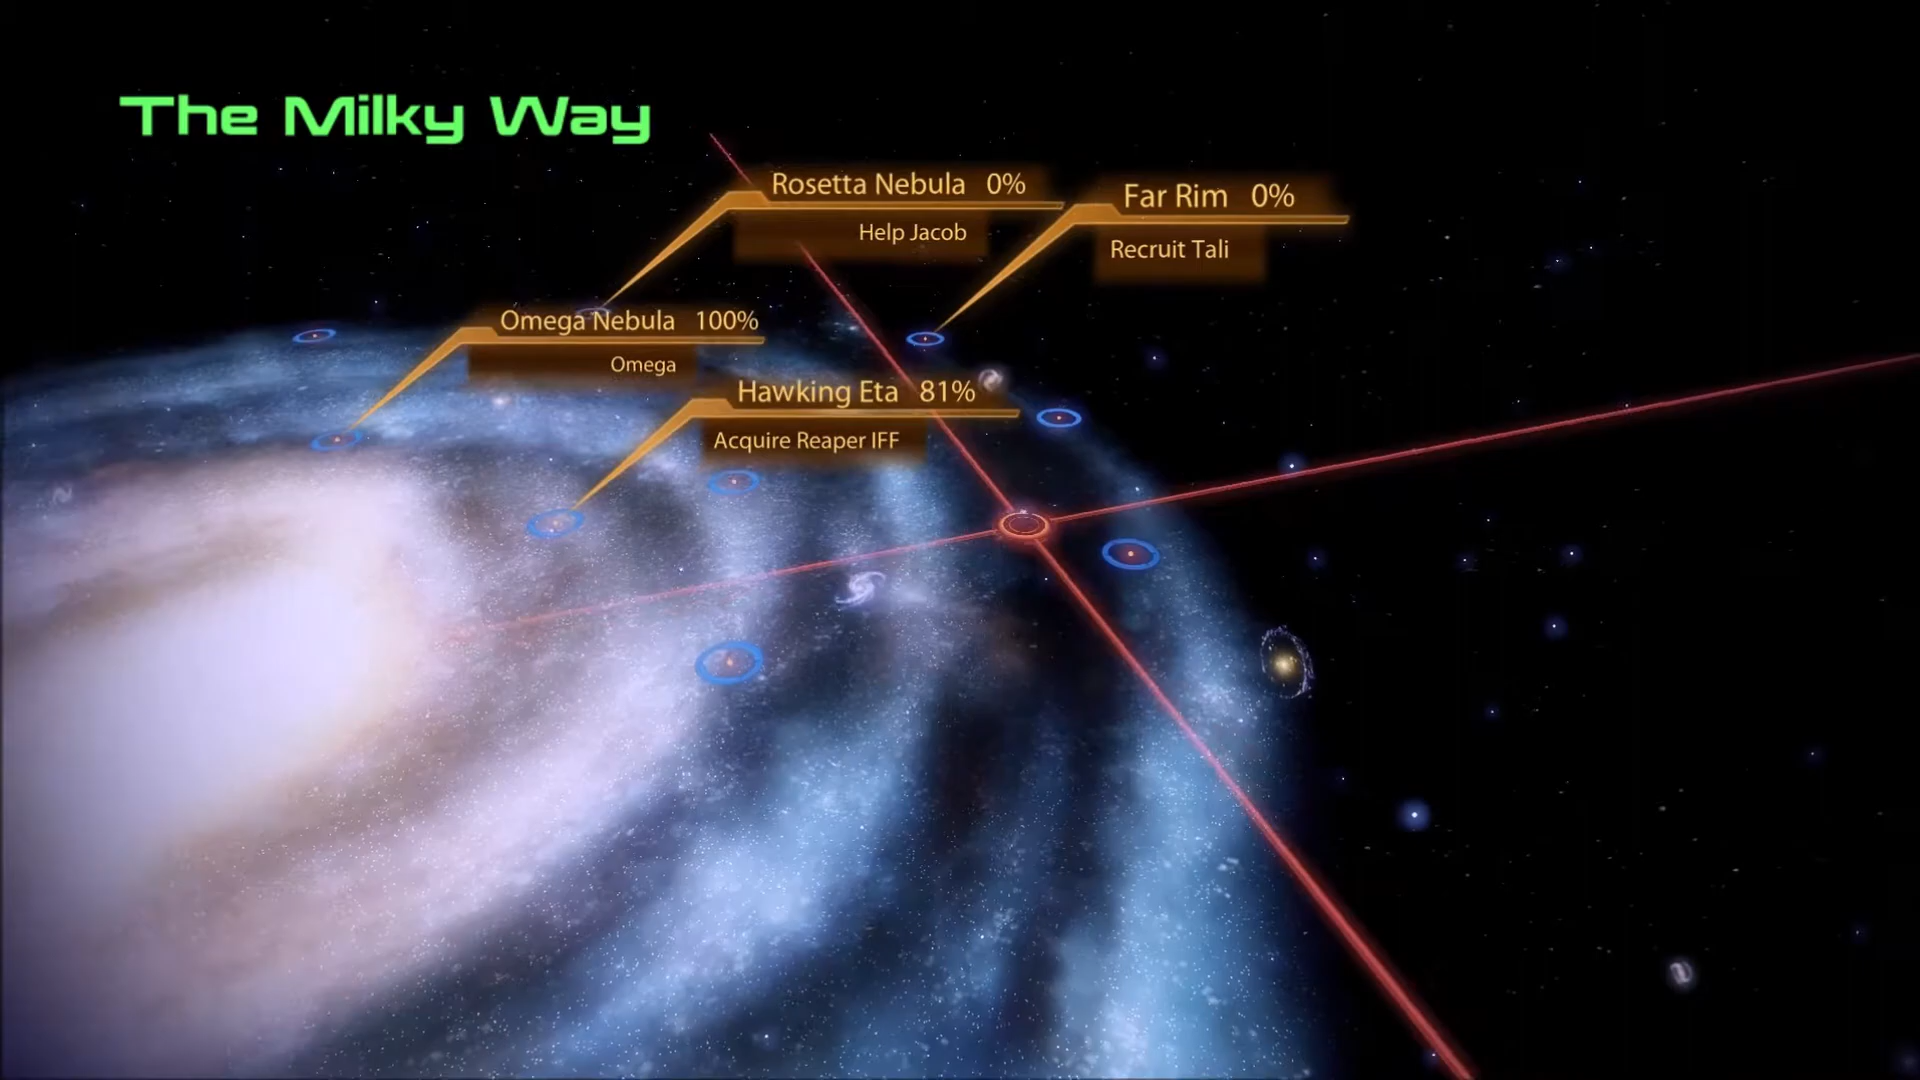 The Milky Way
Rosetta Nebula 0%
Help Jacob
Far Rim 0%
Recruit Tali
Omega Nebula 100%
Omega
Hawking Eta 81%
Acquire Reaper IFF